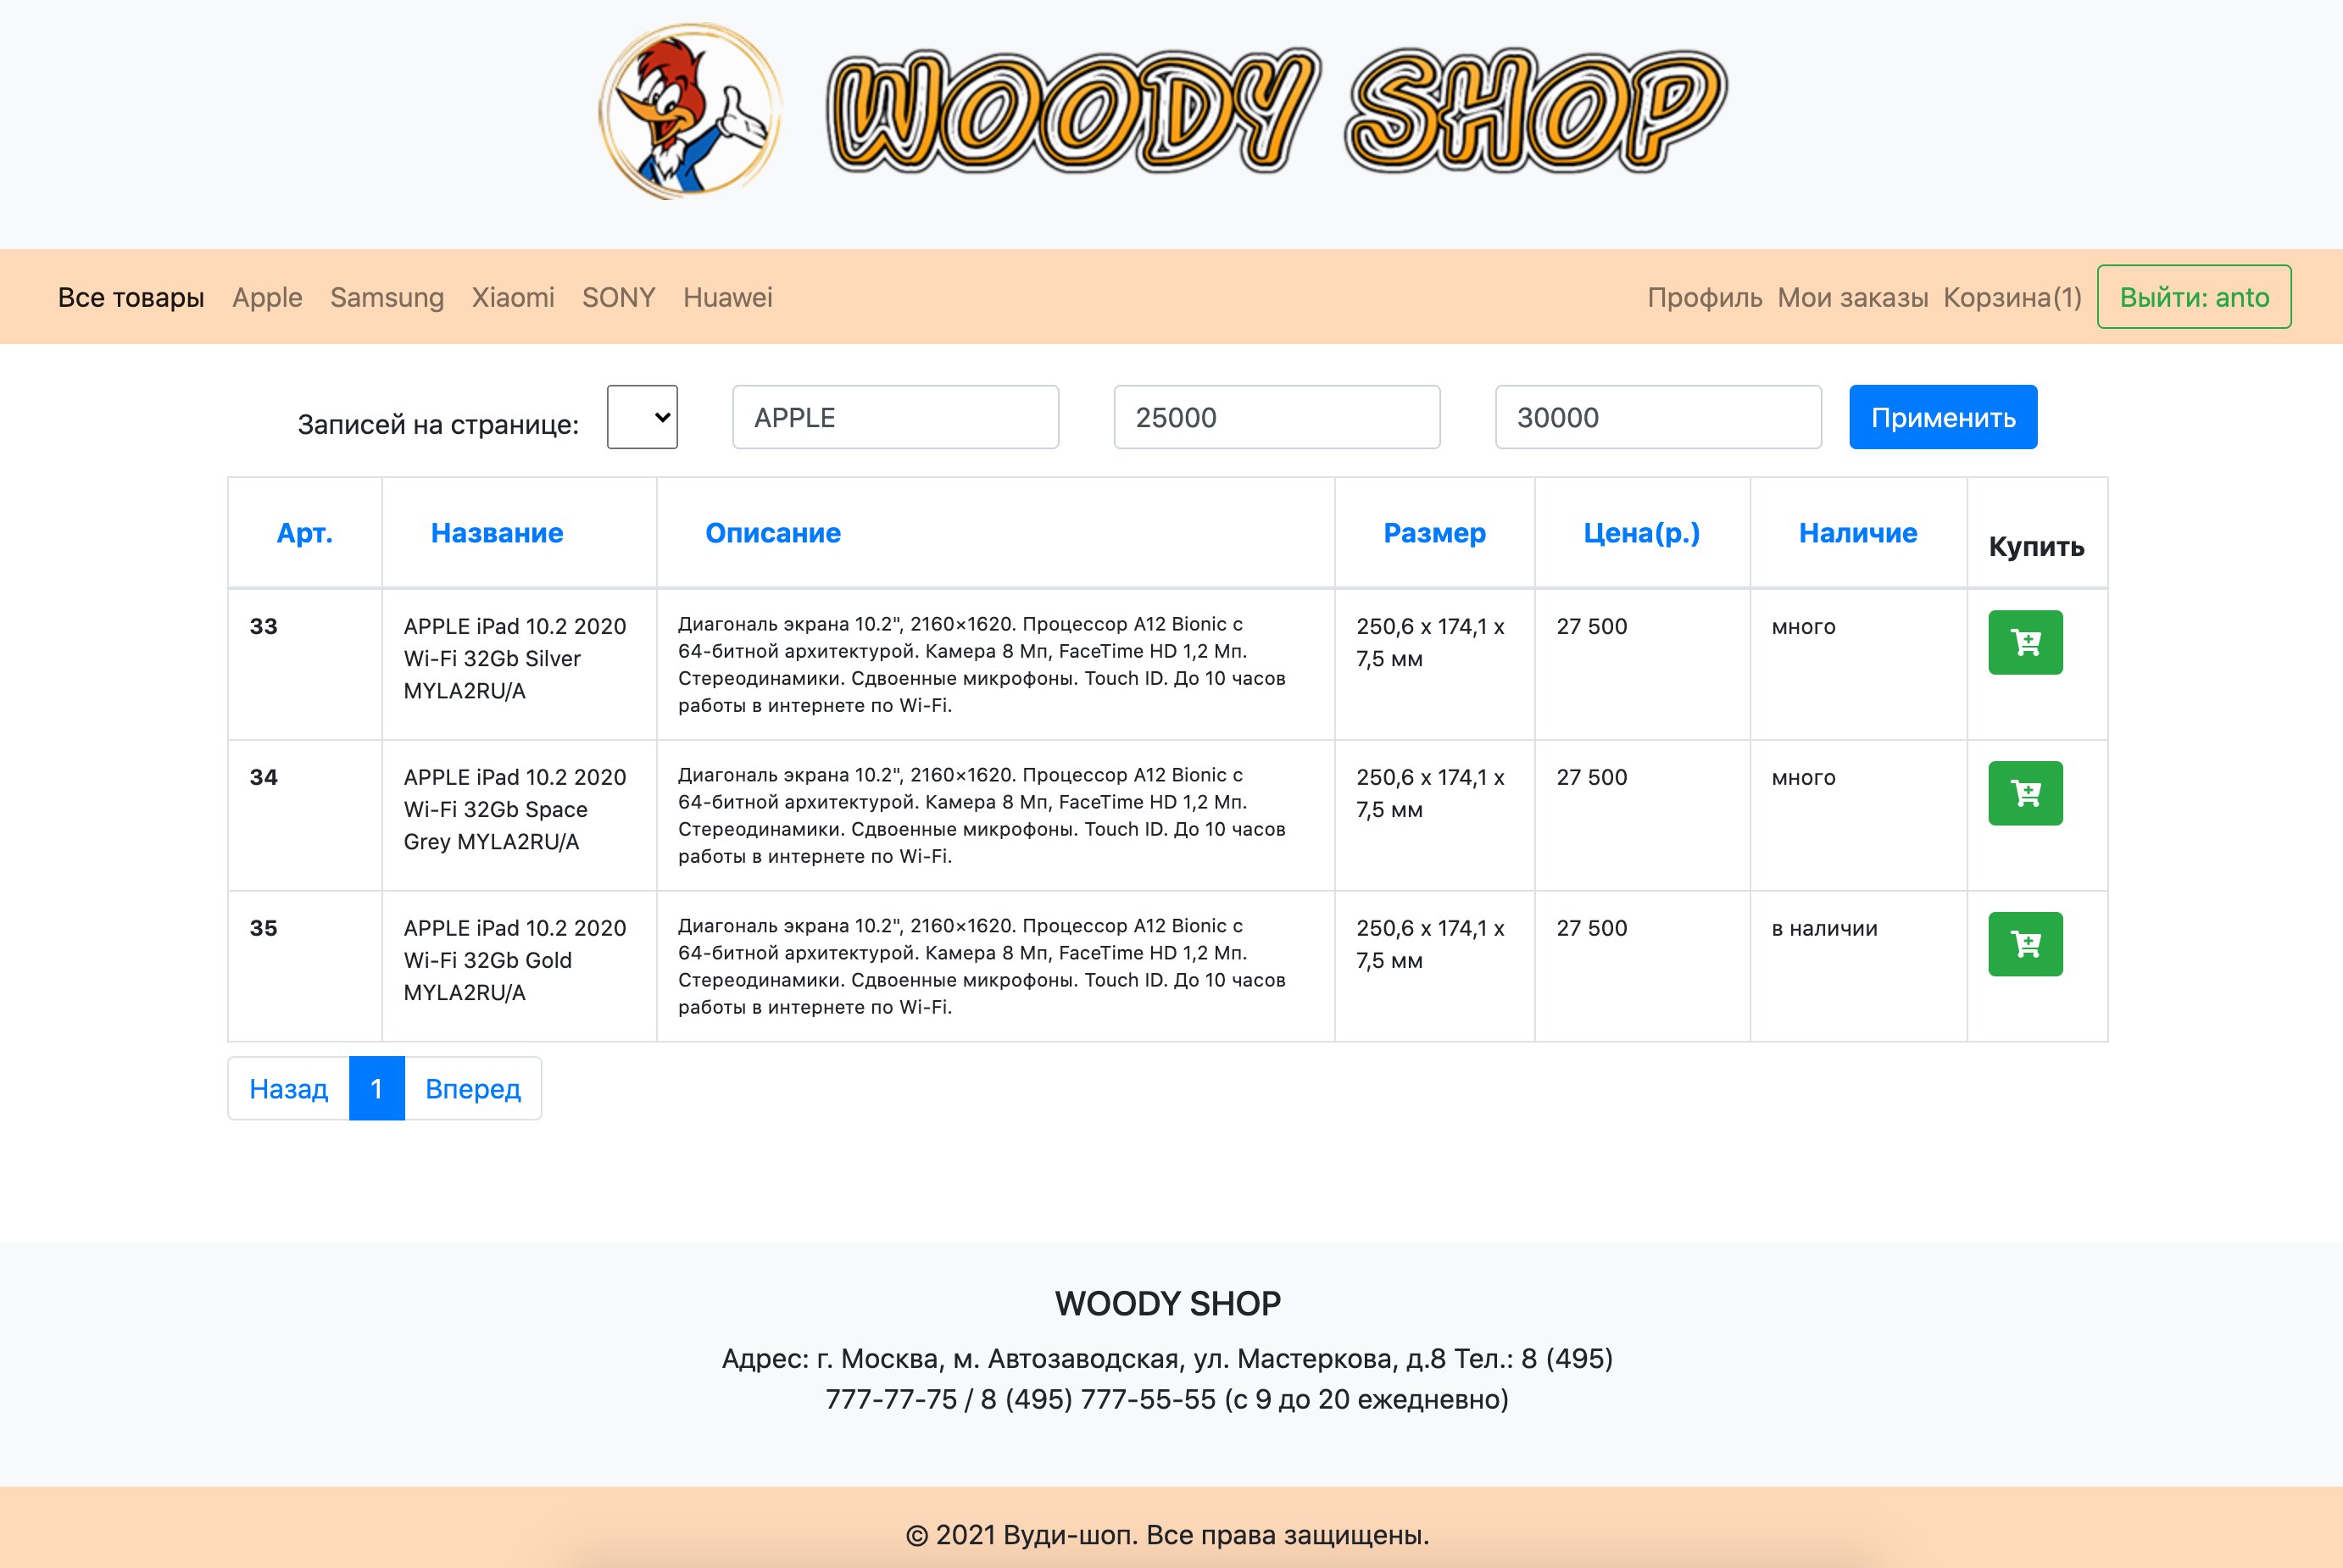 WOODY SHOP
Все товары Apple Samsung Xiaomi SONY Huawei Профиль Мои заказы Корзина(1) Выйти: anto
Записей на странице: APPLE 25000 30000 Применить
Арт. Название Описание Размер Цена(р.) Наличие Купить
33
APPLE iPad 10.2 2020
Wi-Fi 32Gb Silver
MYLA2RU/A
Диагональ экрана 10.2", 2160×1620. Процессор A12 Bionic с
64-битной архитектурой. Камера 8 Мп, FaceTime HD 1,2 Мп.
Стереодинамики. Сдвоенные микрофоны. Touch ID. До 10 часов
работы в интернете по Wi-Fi.
250,6 x 174,1 x
7,5 мм
27 500
много
34
APPLE iPad 10.2 2020
Wi-Fi 32Gb Space
Grey MYLA2RU/A
Диагональ экрана 10.2", 2160×1620. Процессор A12 Bionic с
64-битной архитектурой. Камера 8 Мп, FaceTime HD 1,2 Мп.
Стереодинамики. Сдвоенные микрофоны. Touch ID. До 10 часов
работы в интернете по Wi-Fi.
250,6 x 174,1 x
7,5 мм
27 500
много
35
APPLE iPad 10.2 2020
Wi-Fi 32Gb Gold
MYLA2RU/A
Диагональ экрана 10.2", 2160×1620. Процессор A12 Bionic с
64-битной архитектурой. Камера 8 Мп, FaceTime HD 1,2 Мп.
Стереодинамики. Сдвоенные микрофоны. Touch ID. До 10 часов
работы в интернете по Wi-Fi.
250,6 x 174,1 x
7,5 мм
27 500
в наличии
Назад 1 Вперед
WOODY SHOP
Адрес: г. Москва, м. Автозаводская, ул. Мастеркова, д.8 Тел.: 8 (495)
777-77-75 / 8 (495) 777-55-55 (с 9 до 20 ежедневно)
© 2021 Вуди-шоп. Все права защищены.